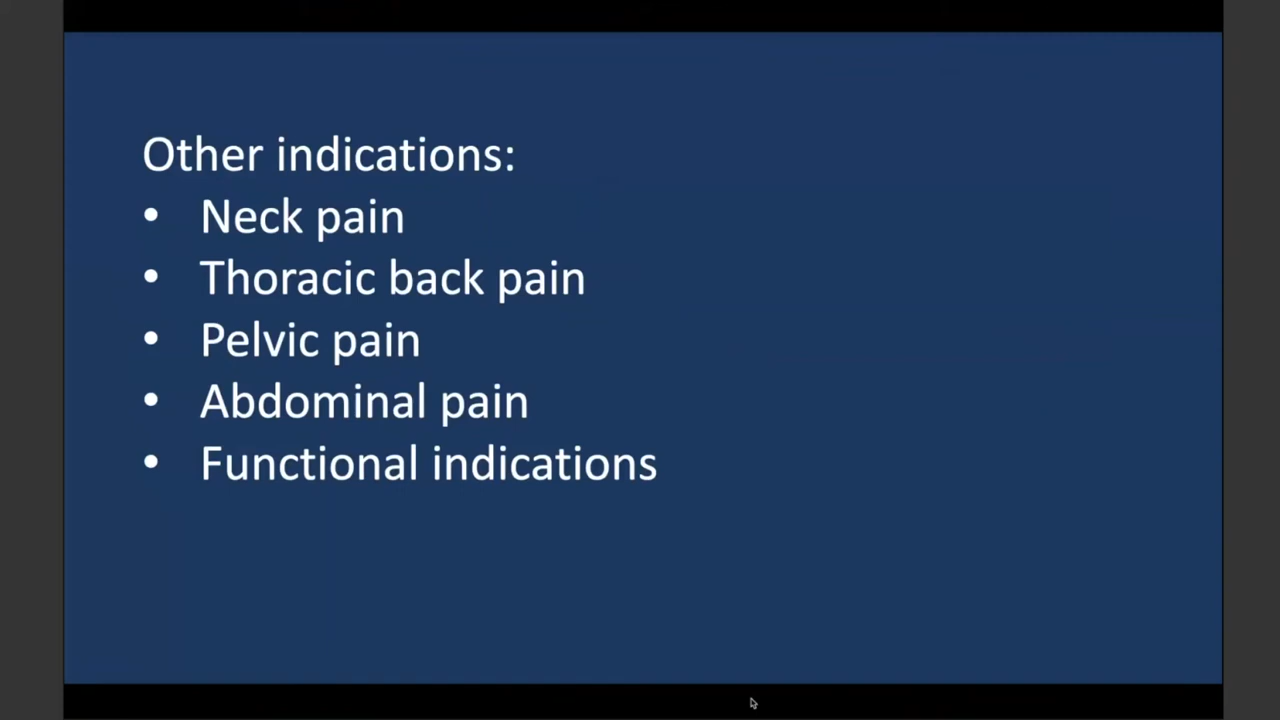 Other indications:
• Neck pain
• Thoracic back pain
• Pelvic pain
• Abdominal pain
• Functional indications